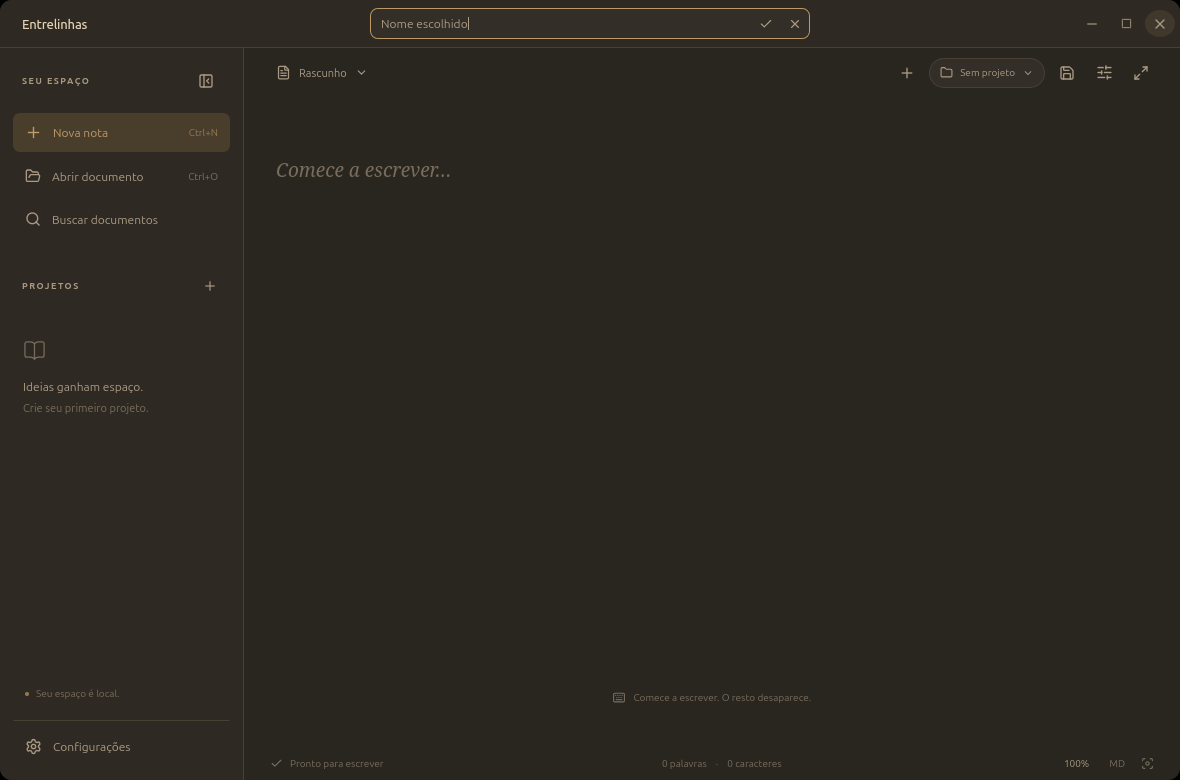 Entrelinhas
Nome escolhido
SEU ESPAÇO
Nova nota Ctrl+N
Abrir documento Ctrl+O
Buscar documentos
PROJETOS
Ideias ganham espaço.
Crie seu primeiro projeto.
Seu espaço é local.
Configurações
Rascunho
Sem projeto
Comece a escrever...
Comece a escrever. O resto desaparece.
Pronto para escrever
0 palavras · 0 caracteres
100%
MD